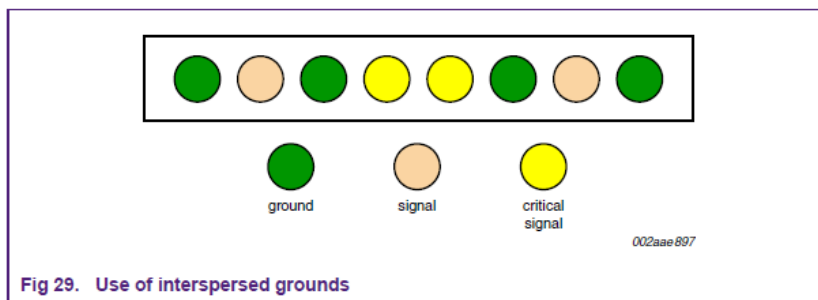 ground
signal
critical
signal
002aae897
Fig 29. Use of interspersed grounds